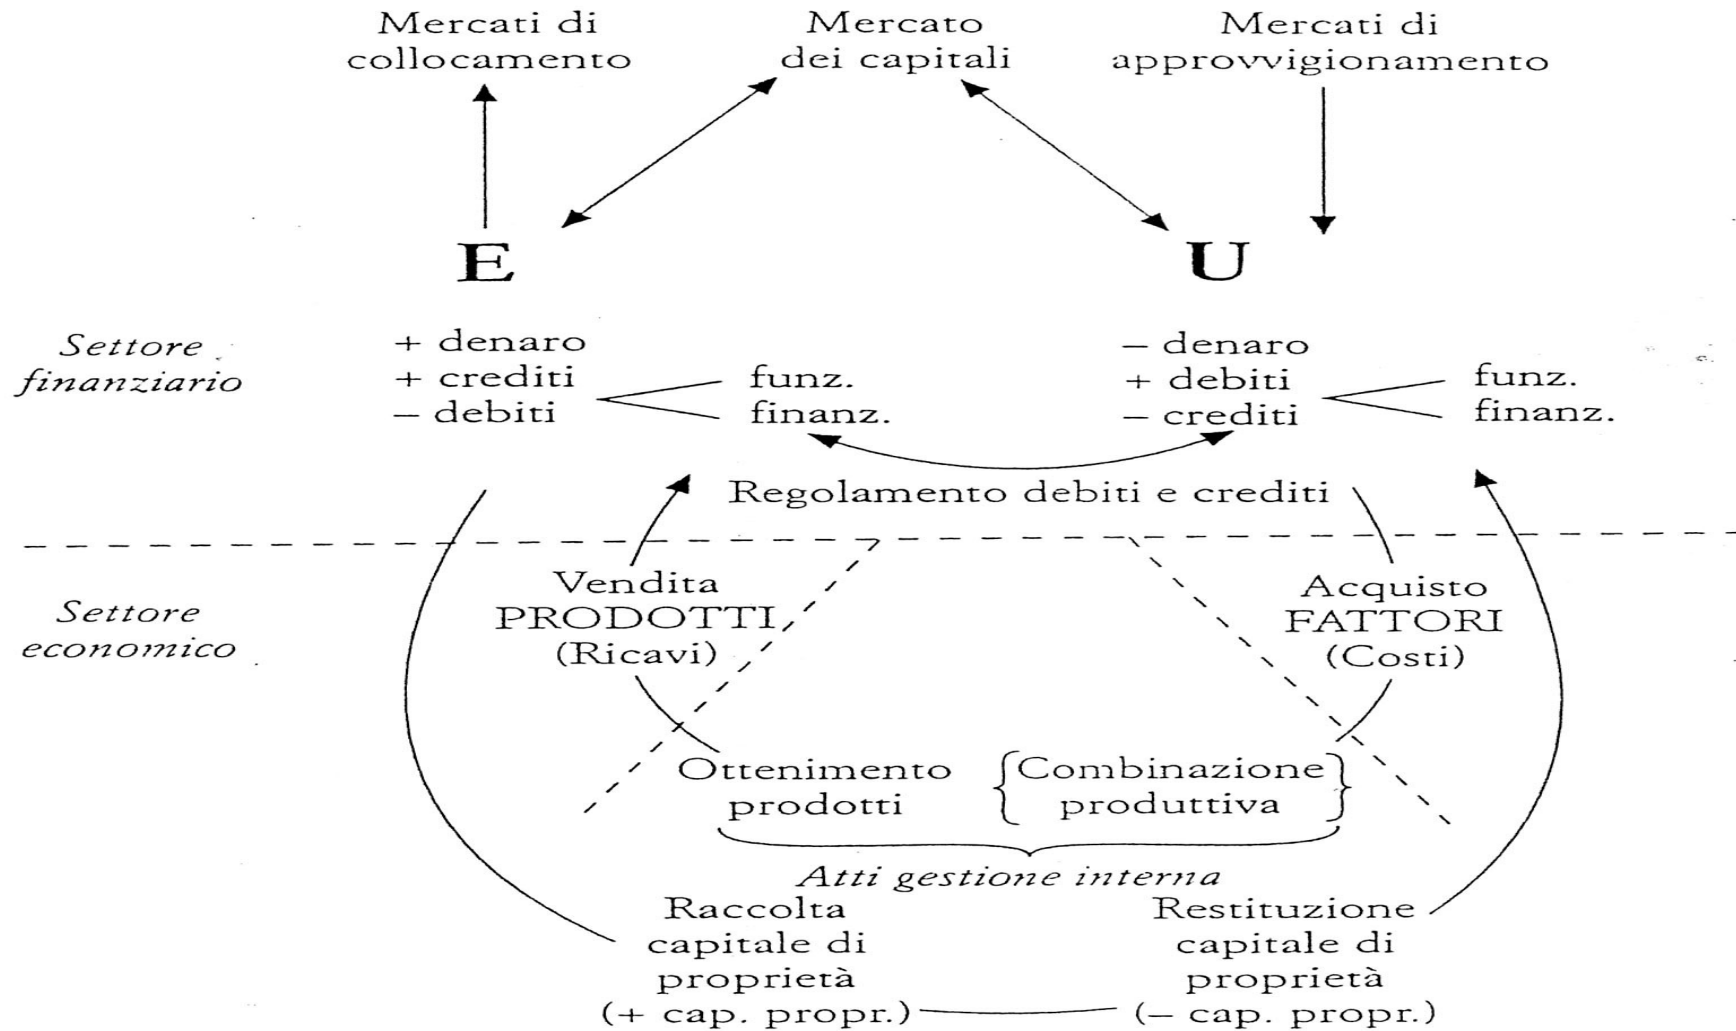 Mercati di
collocamento
Mercato
dei capitali
Mercati di
approvvigionamento
E
U
Settore
finanziario
+ denaro
+ crediti
– debiti
funz.
finanz.
– denaro
+ debiti
– crediti
funz.
finanz.
Regolamento debiti e crediti
Settore
economico
Vendita
PRODOTTI
(Ricavi)
Acquisto
FATTORI
(Costi)
Ottenimento
prodotti
Combinazione
produttiva
Atti gestione interna
Raccolta
capitale di
proprietà
(+ cap. propr.)
Restituzione
capitale di
proprietà
(– cap. propr.)